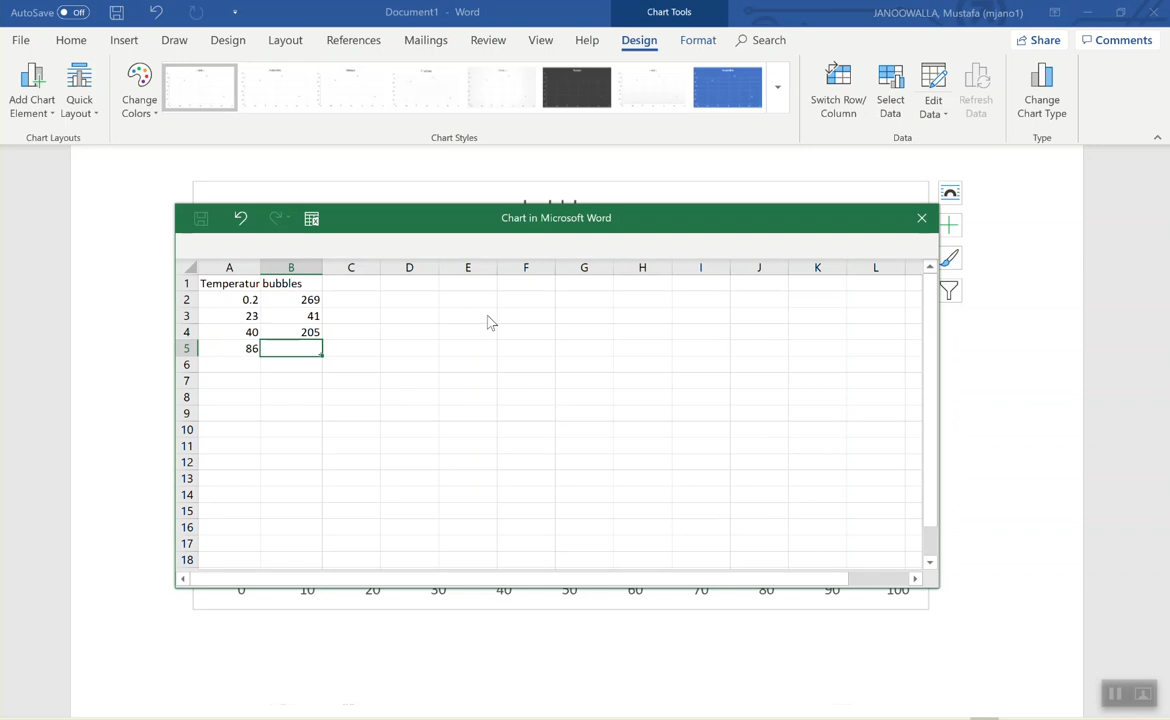 AutoSave Off Document1 - Word Chart Tools JANOOWALLA, Mustafa (mjano1)
File Home Insert Draw Design Layout References Mailings Review View Help Design Format Search Share Comments
Add Chart Element Quick Layout Change Colors Switch Row/ Column Select Data Edit Data Refresh Data Change Chart Type
Chart Layouts Chart Styles Data Type
Chart in Microsoft Word
A B C D E F G H I J K L
1 Temperatur bubbles
2 0.2 269
3 23 41
4 40 205
5 86
6
7
8
9
10
11
12
13
14
15
16
17
18
0 10 20 30 40 50 60 70 80 90 100